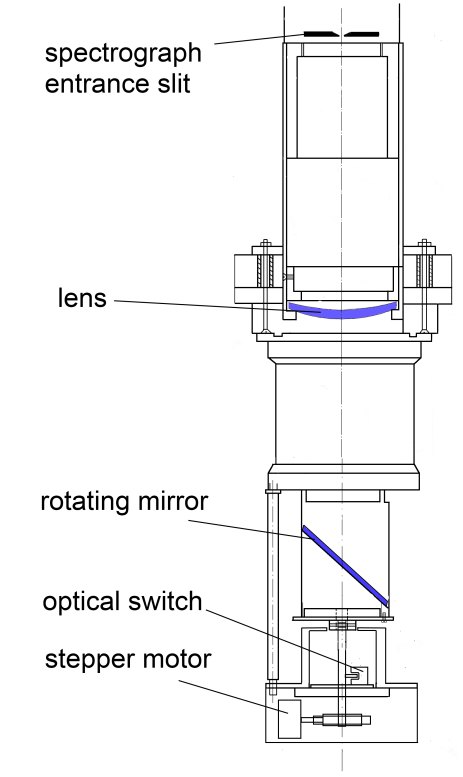 spectrograph
entrance slit
lens
rotating mirror
optical switch
stepper motor